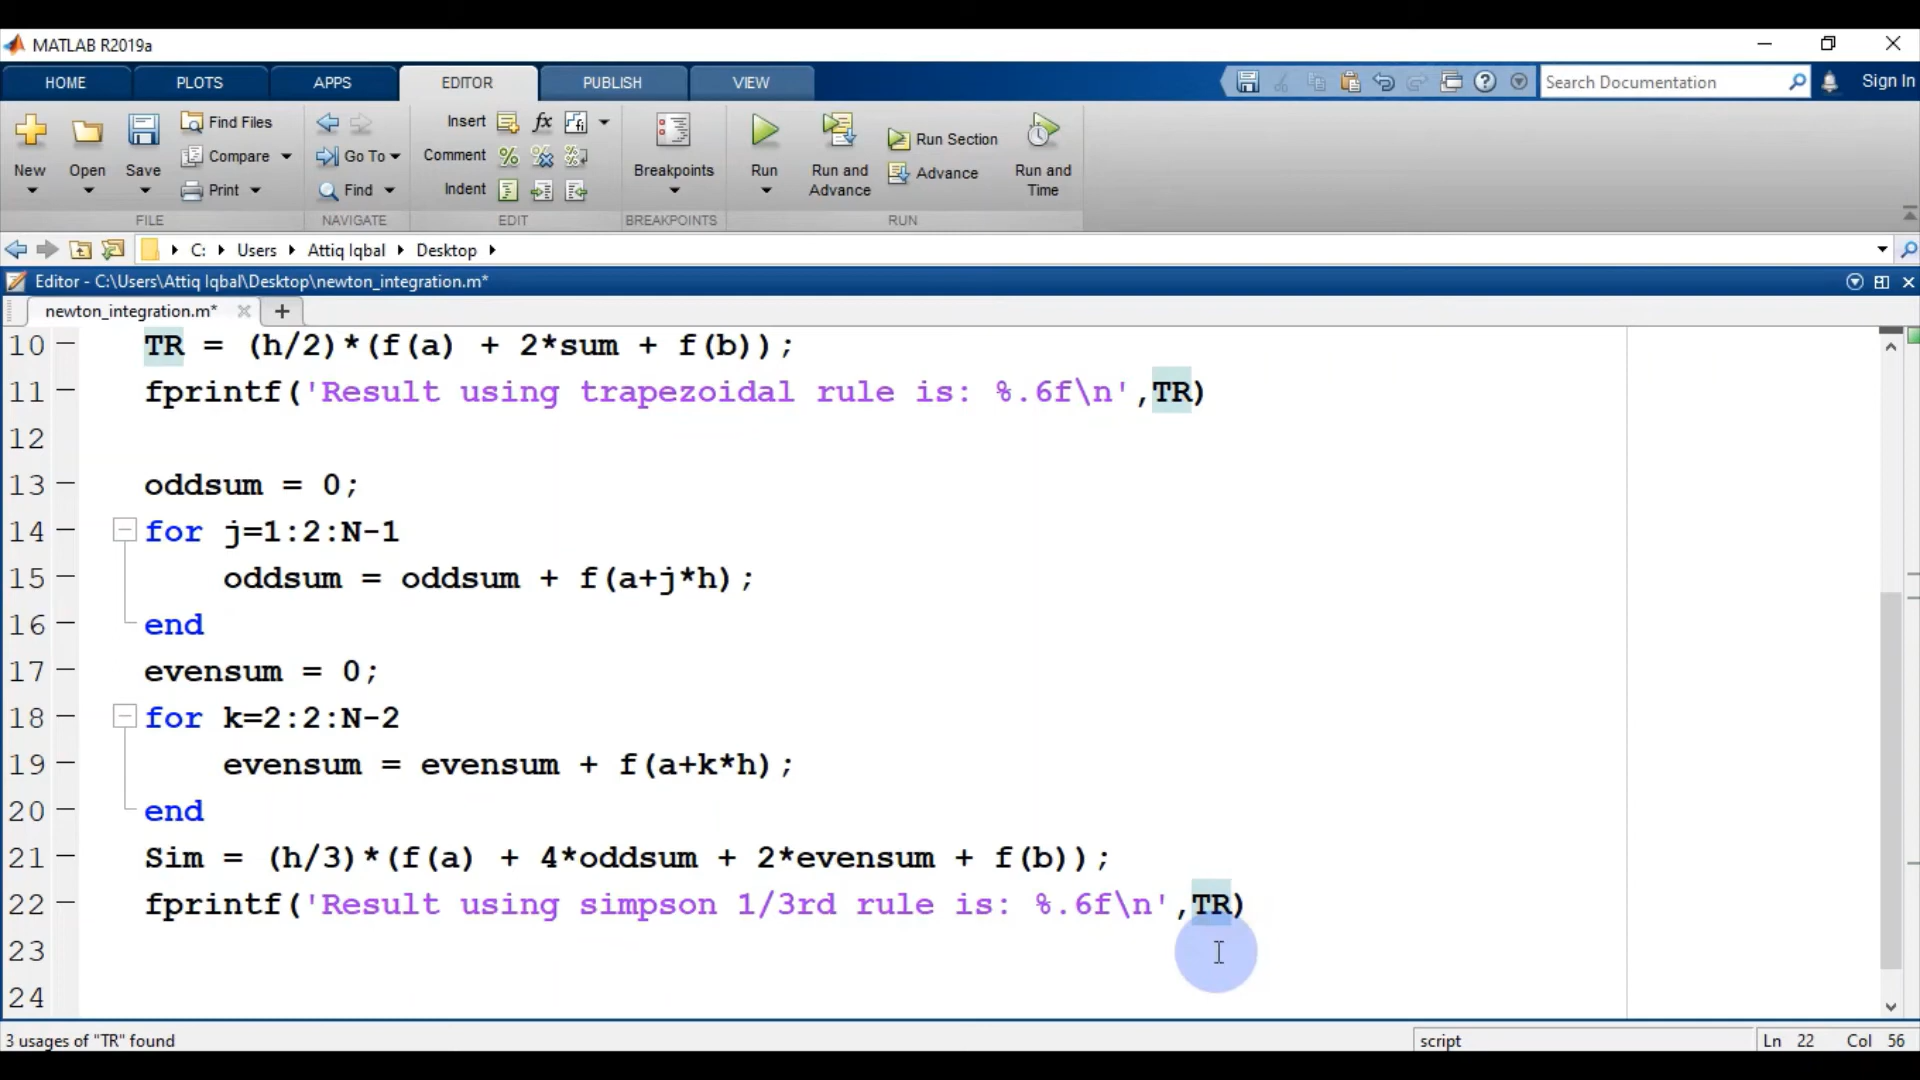 MATLAB R2019a
HOME PLOTS APPS EDITOR PUBLISH VIEW Search Documentation Sign In
New Open Save Find Files Compare Print
Go To Find
Insert fx Comment Indent
Breakpoints
Run Run and Advance Run Section Advance Run and Time
FILE NAVIGATE EDIT BREAKPOINTS RUN
C: Users Attiq Iqbal Desktop
Editor - C:\Users\Attiq Iqbal\Desktop\newton_integration.m*
newton_integration.m* +
10 TR = (h/2)*(f(a) + 2*sum + f(b));
11 fprintf('Result using trapezoidal rule is: %.6f\n',TR)
12
13 oddsum = 0;
14 for j=1:2:N-1
15 oddsum = oddsum + f(a+j*h);
16 end
17 evensum = 0;
18 for k=2:2:N-2
19 evensum = evensum + f(a+k*h);
20 end
21 Sim = (h/3)*(f(a) + 4*oddsum + 2*evensum + f(b));
22 fprintf('Result using simpson 1/3rd rule is: %.6f\n',TR)
23
24
3 usages of "TR" found script Ln 22 Col 56